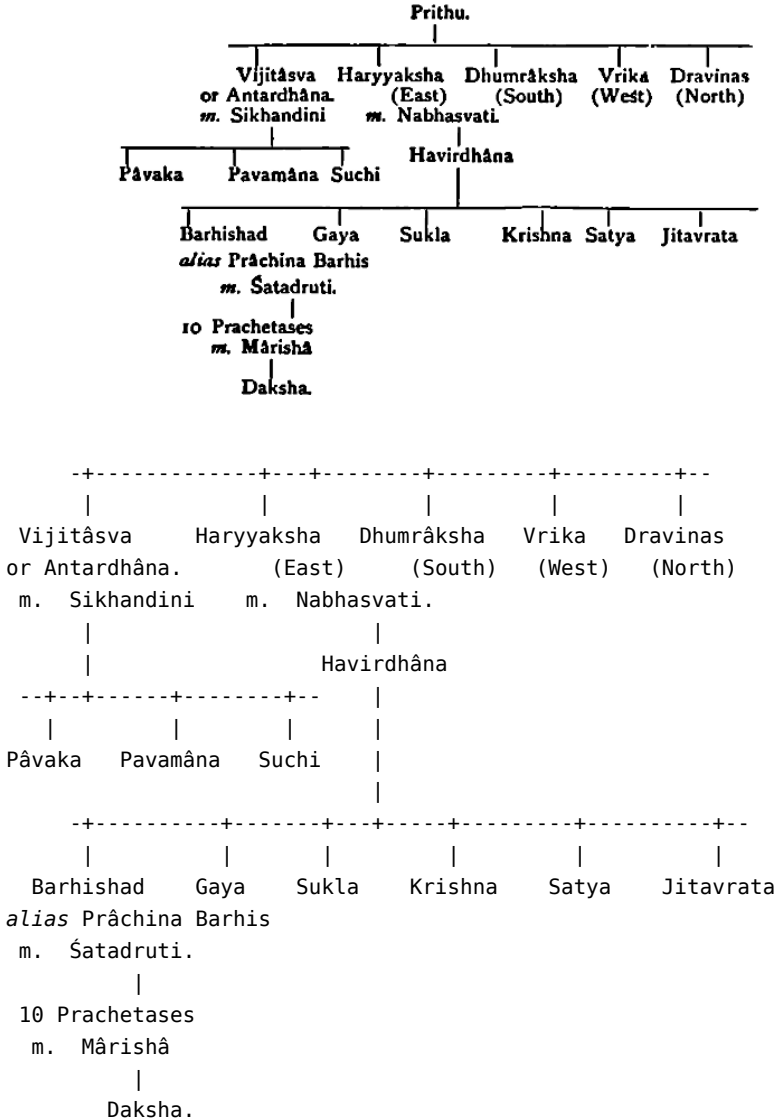 Prithu.
Vijitâsva Haryyaksha Dhumrâksha Vrika Dravinas
or Antardhâna. (East) (South) (West) (North)
m. Sikhandini m. Nabhasvati.
Havirdhâna
Pâvaka Pavamâna Suchi
Barhishad Gaya Sukla Krishna Satya Jitavrata
alias Prâchina Barhis
m. Śatadruti.
10 Prachetases
m. Mârishâ
Daksha.
-+-------------+---+--------+---------+---------+--
| | | | |
Vijitâsva Haryyaksha Dhumrâksha Vrika Dravinas
or Antardhâna. (East) (South) (West) (North)
m. Sikhandini m. Nabhasvati.
| |
| Havirdhâna
--+--+------+--------+-- |
| | | |
Pâvaka Pavamâna Suchi |
|
-+----------+-------+---+-----+---------+----------+--
| | | | | |
Barhishad Gaya Sukla Krishna Satya Jitavrata
alias Prâchina Barhis
m. Śatadruti.
|
10 Prachetases
m. Mârishâ
|
Daksha.